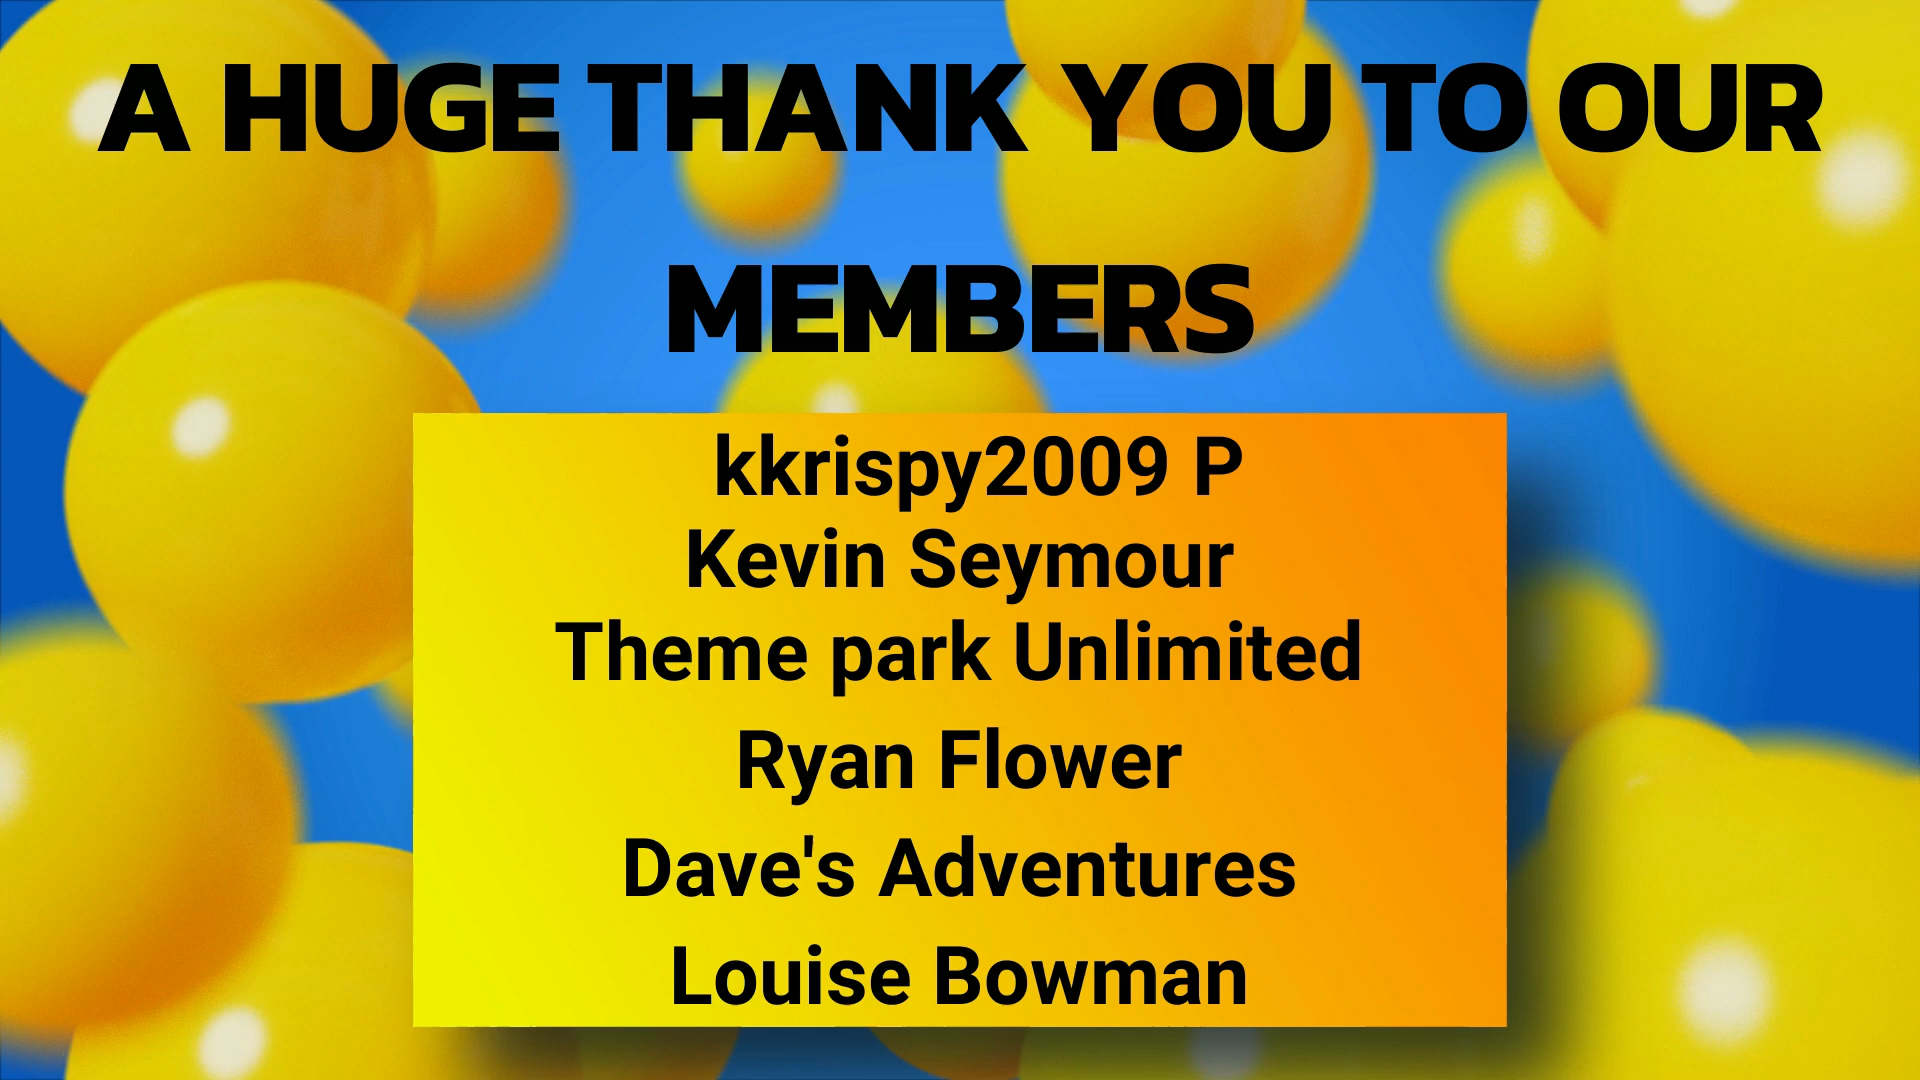 A HUGE THANK YOU TO OUR
MEMBERS
kkrispy2009 P
Kevin Seymour
Theme park Unlimited
Ryan Flower
Dave's Adventures
Louise Bowman